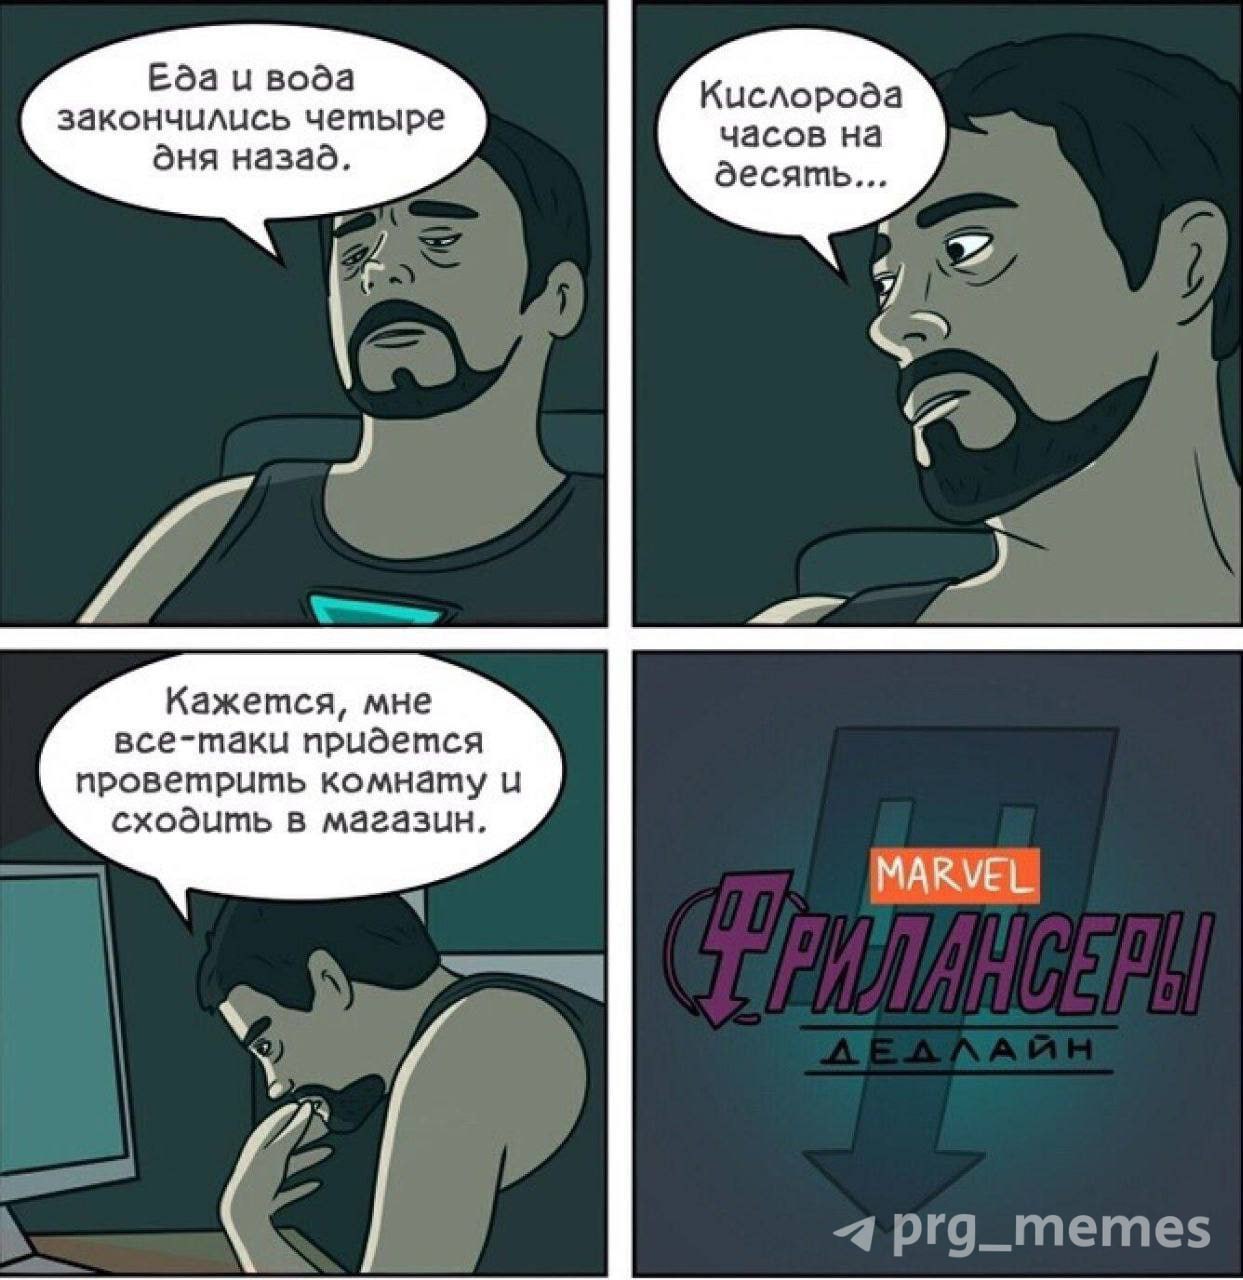 Еда и вода
закончились четыре
дня назад.
Кислорода
часов на
десять...
Кажется, мне
все-таки придется
проветрить комнату и
сходить в магазин.
MARVEL
ФРИЛАНСЕРЫ
ДЕДЛАЙН
prg_memes